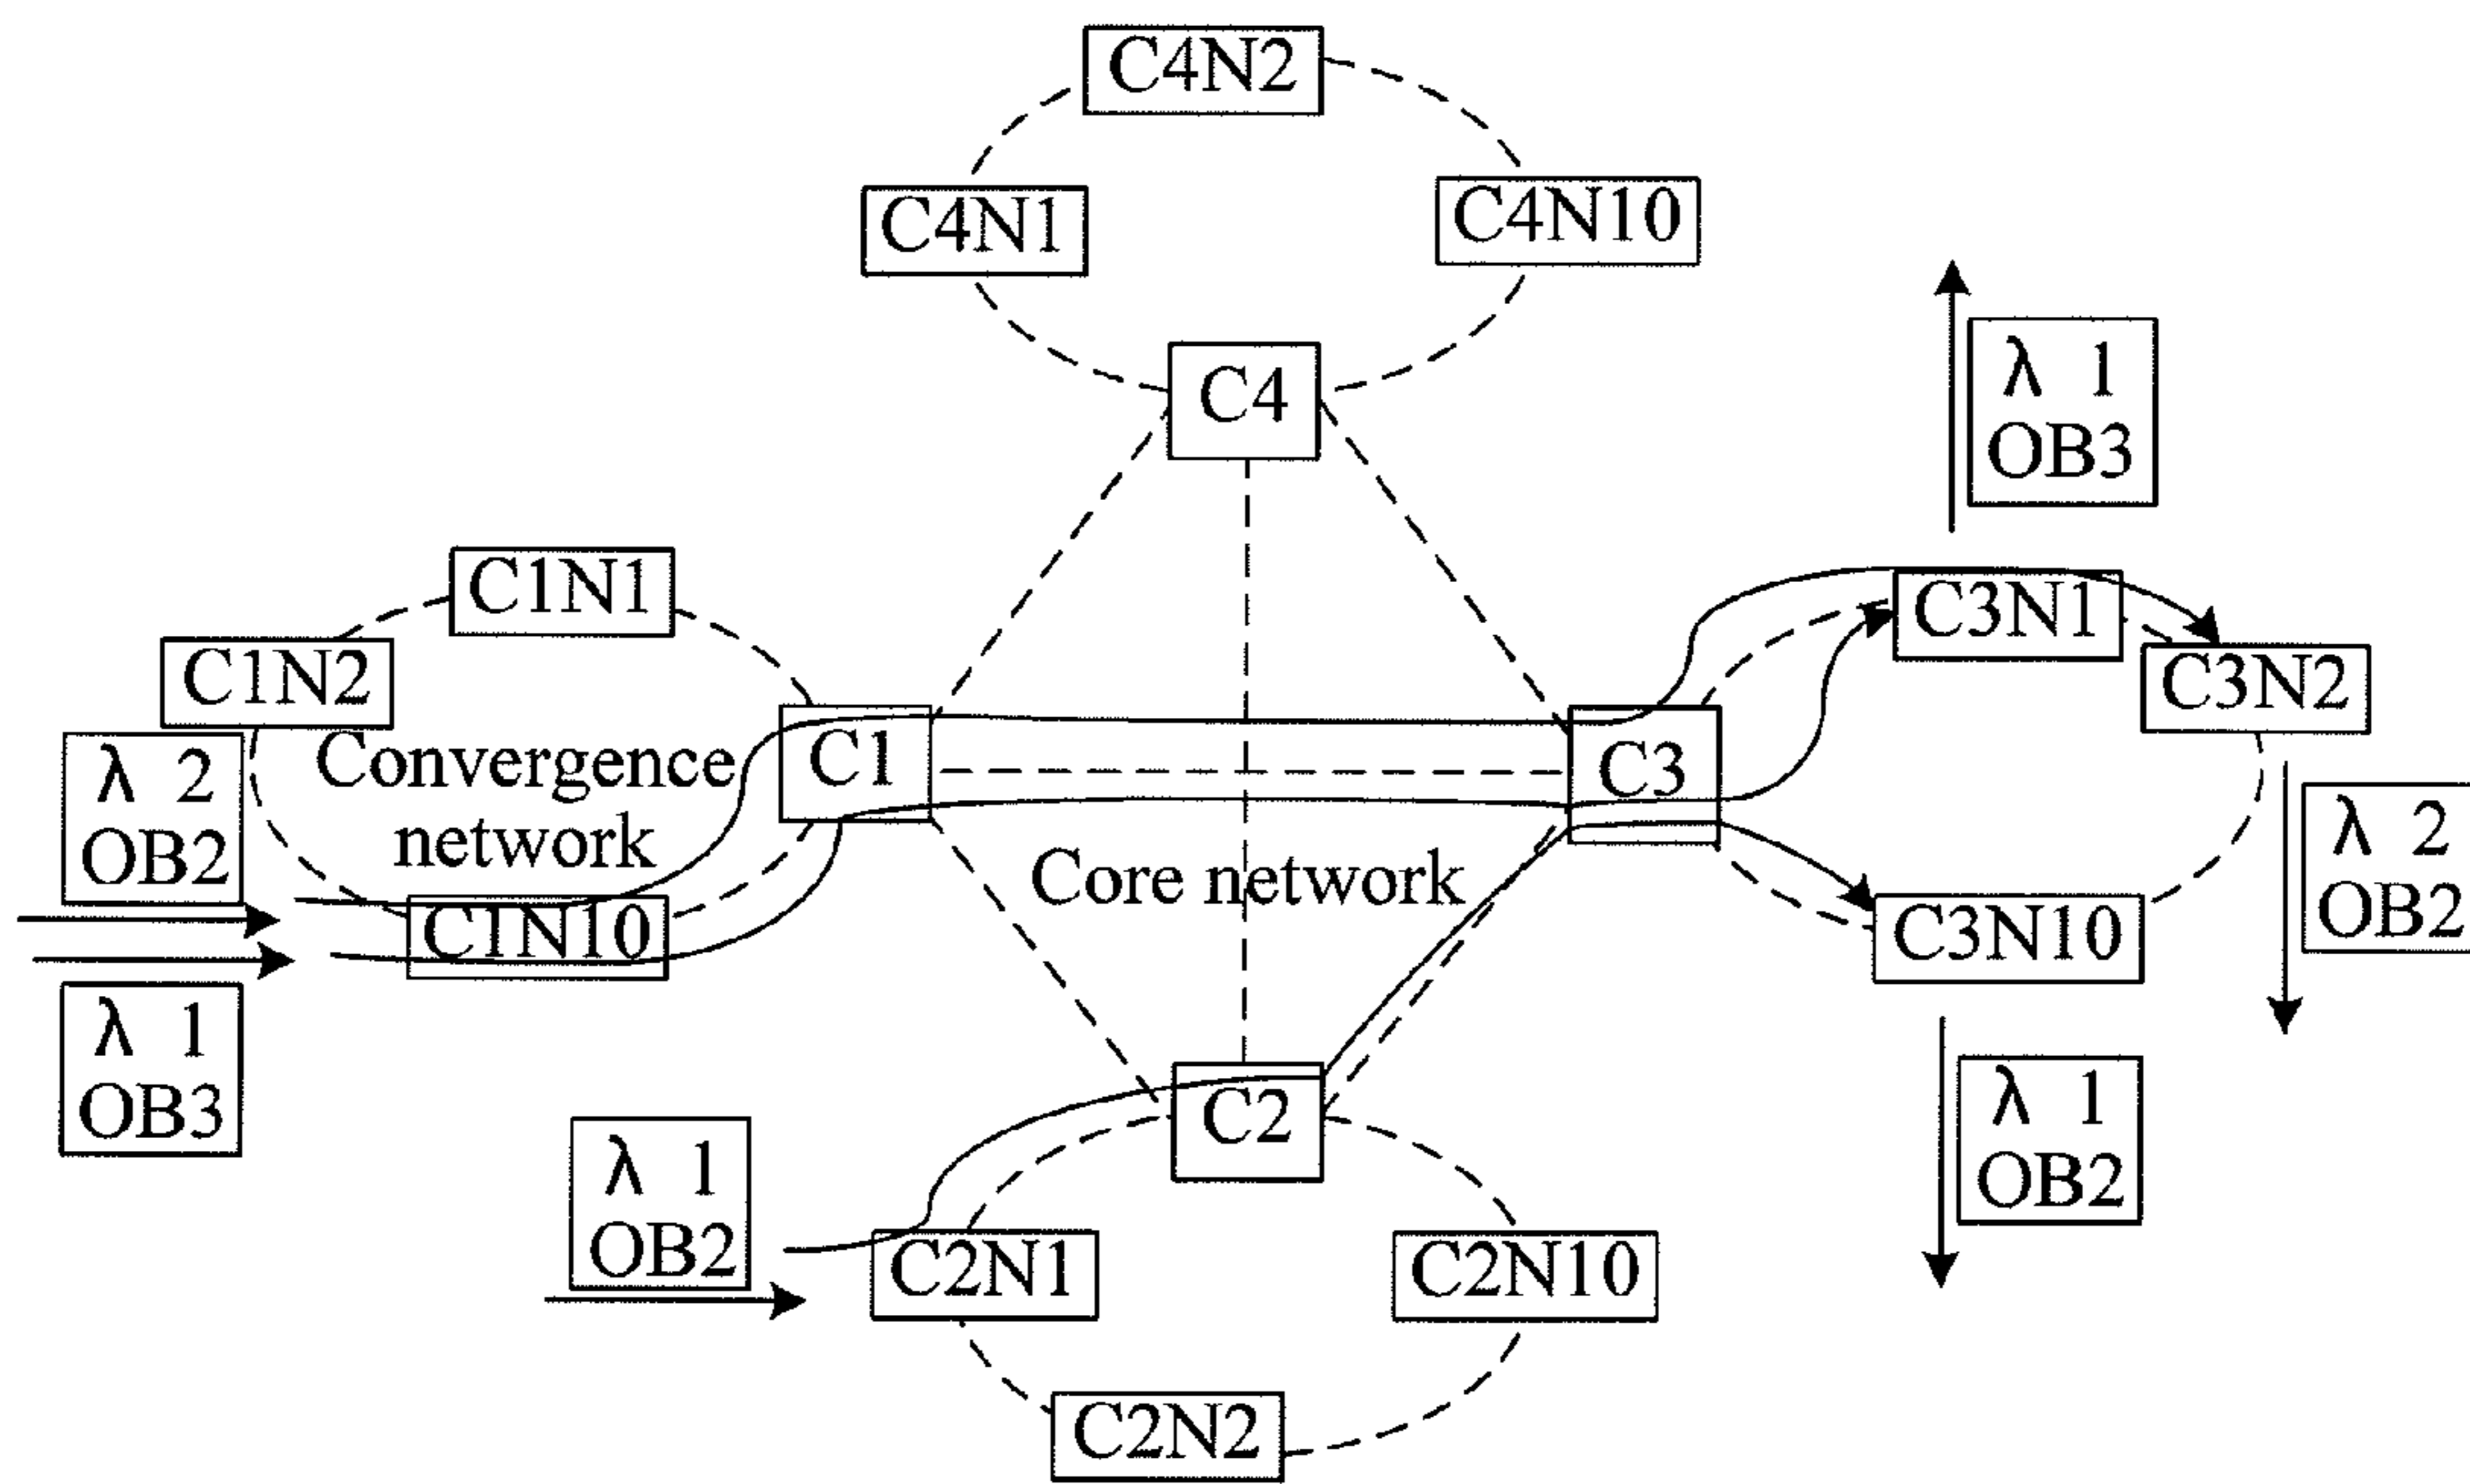 C4N2
C4N1
C4N10
C4
λ 1
OB3
C1N1
C3N1
C1N2
C3N2
λ 2
OB2
Convergence
network
C1
C3
λ 2
OB2
Core network
C1N10
C3N10
λ 1
OB3
λ 1
OB2
C2
λ 1
OB2
C2N1
C2N10
C2N2